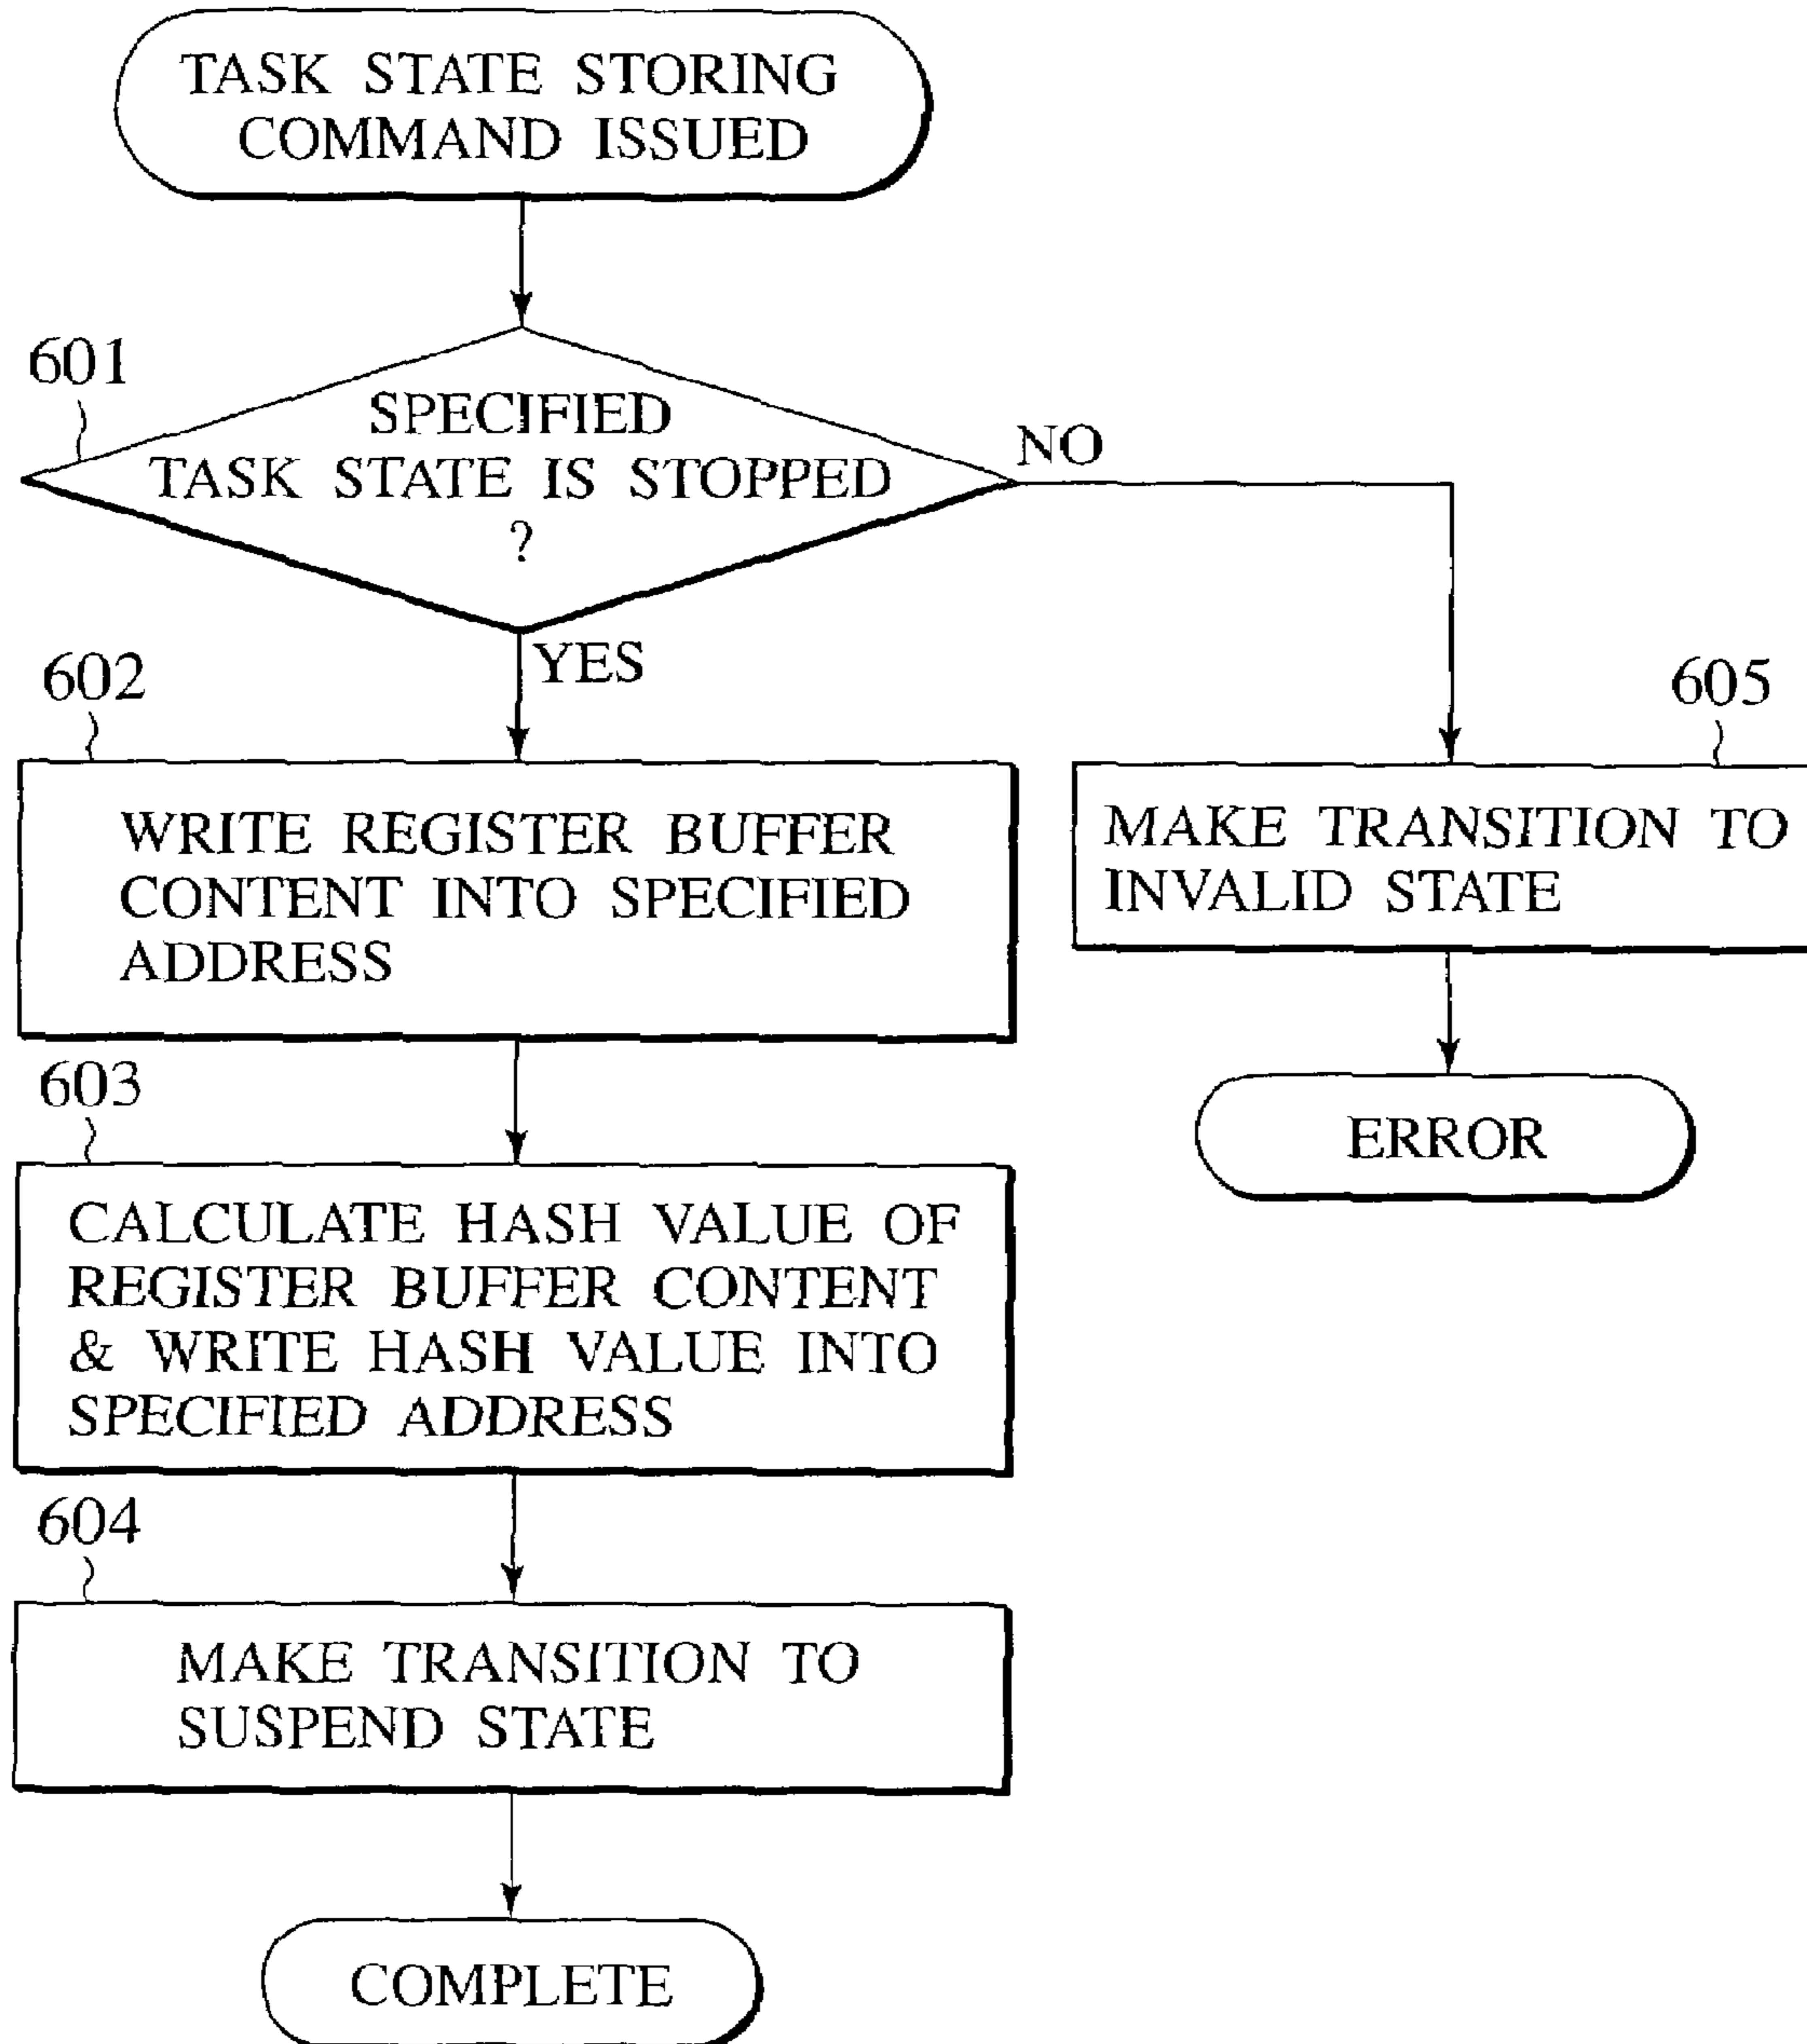 TASK STATE STORING
COMMAND ISSUED
601
SPECIFIED
TASK STATE IS STOPPED
?
NO
YES
602
WRITE REGISTER BUFFER
CONTENT INTO SPECIFIED
ADDRESS
605
MAKE TRANSITION TO
INVALID STATE
ERROR
603
CALCULATE HASH VALUE OF
REGISTER BUFFER CONTENT
& WRITE HASH VALUE INTO
SPECIFIED ADDRESS
604
MAKE TRANSITION TO
SUSPEND STATE
COMPLETE